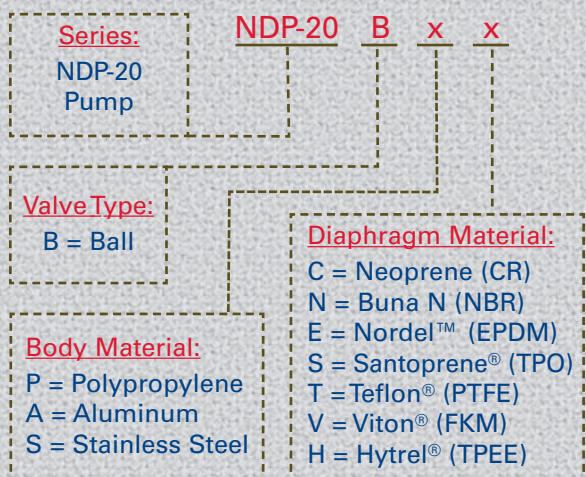 NDP-20 B x x
Series:
NDP-20
Pump
Valve Type:
B = Ball
Body Material:
P = Polypropylene
A = Aluminum
S = Stainless Steel
Diaphragm Material:
C = Neoprene (CR)
N = Buna N (NBR)
E = Nordel™ (EPDM)
S = Santoprene® (TPO)
T = Teflon® (PTFE)
V = Viton® (FKM)
H = Hytrel® (TPEE)